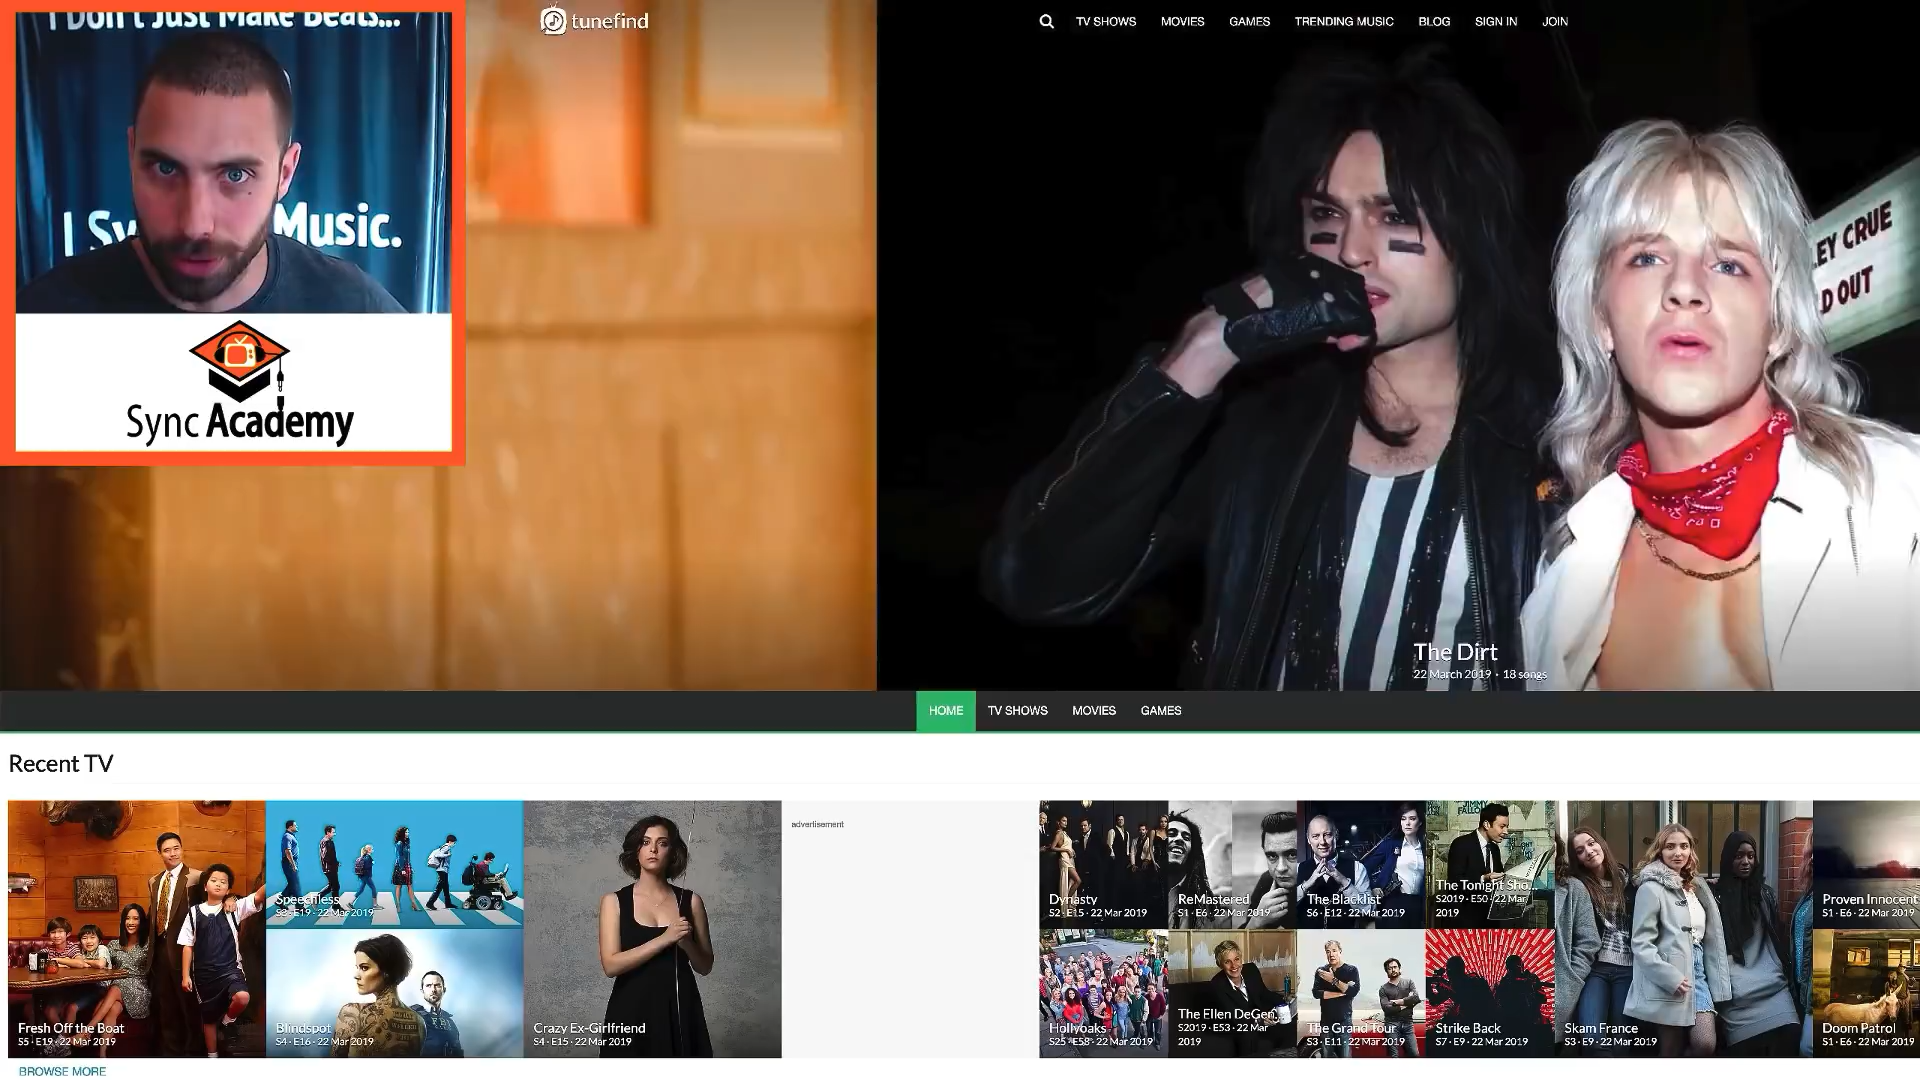 I Don't Just Make Beats...
I Sy Music.
Sync Academy
tunefind
TV SHOWS MOVIES GAMES TRENDING MUSIC BLOG SIGN IN JOIN
LEY CRUE
D OUT
The Dirt
22 March 2019 · 18 songs
HOME TV SHOWS MOVIES GAMES
Recent TV
Fresh Off the Boat
S5 · E19 · 22 Mar 2019
Speechless
22 Mar 2019
Blindspot
S4 · E16 · 22 Mar 2019
Crazy Ex-Girlfriend
S4 · E15 · 22 Mar 2019
advertisement
Dynasty
S2 · E15 · 22 Mar 2019
ReMastered
S1 · E6 · 22 Mar 2019
The Blacklist
S6 · E12 · 22 Mar 2019
JIMMY
FALLON
The Tonight Sho...
S2019 · E50 · 22 Mar
2019
Hollyoaks
S25 · E58 · 22 Mar 2019
The Ellen DeGen...
S2019 · E53 · 22 Mar
2019
The Grand Tour
S3 · E11 · 22 Mar 2019
Strike Back
S7 · E9 · 22 Mar 2019
Skam France
S3 · E9 · 22 Mar 2019
Proven Innocent
S1 · E6 · 22 Mar 2019
Doom Patrol
S1 · E6 · 22 Mar 2019
BROWSE MORE